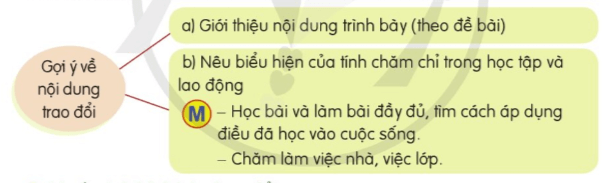 Gợi ý về
nội dung
trao đổi
a) Giới thiệu nội dung trình bày (theo đề bài)
b) Nêu biểu hiện của tính chăm chỉ trong học tập và
lao động
M – Học bài và làm bài đầy đủ, tìm cách áp dụng
điều đã học vào cuộc sống.
– Chăm làm việc nhà, việc lớp.